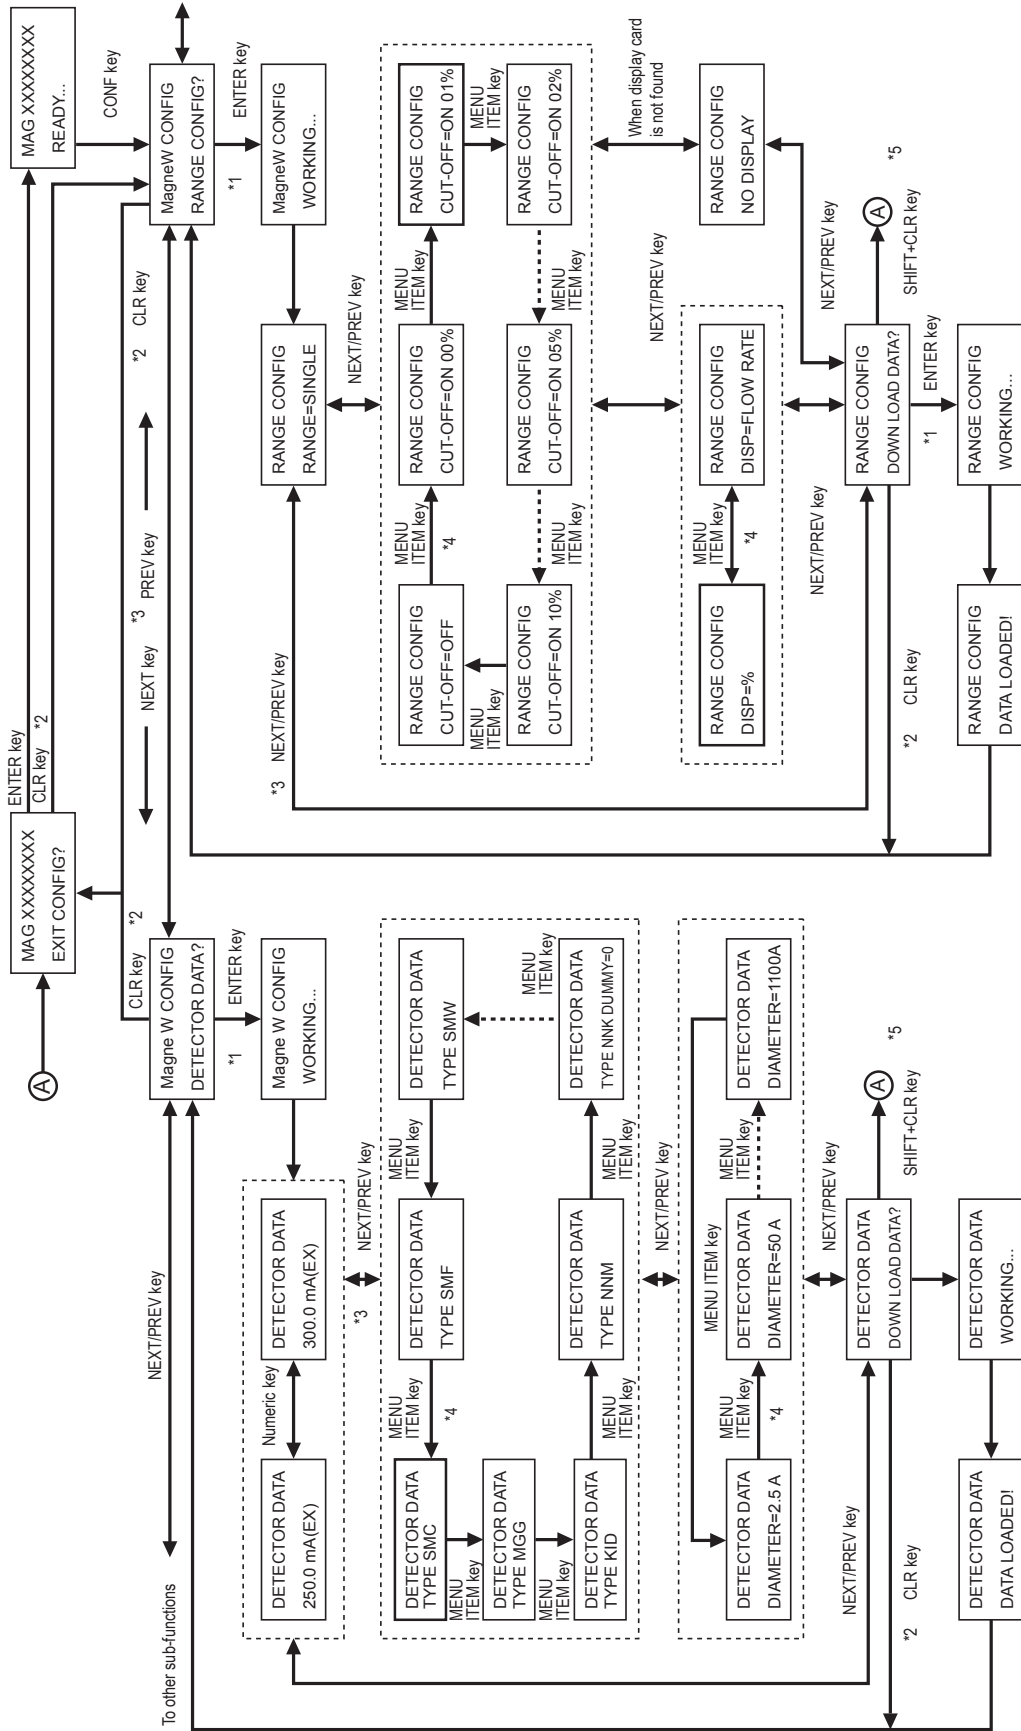 MAG XXXXXXXX
READY...
CONF key
MagneW CONFIG
RANGE CONFIG?
*1
ENTER key
MagneW CONFIG
WORKING...
RANGE CONFIG
RANGE=SINGLE
NEXT/PREV key
RANGE CONFIG
CUT-OFF=OFF
MENU
ITEM key
*4
RANGE CONFIG
CUT-OFF=ON 00%
MENU
ITEM key
RANGE CONFIG
CUT-OFF=ON 01%
MENU
ITEM key
RANGE CONFIG
CUT-OFF=ON 02%
MENU
ITEM key
RANGE CONFIG
CUT-OFF=ON 05%
MENU
ITEM key
RANGE CONFIG
CUT-OFF=ON 10%
MENU
ITEM key
NEXT/PREV key
When display card
is not found
RANGE CONFIG
NO DISPLAY
RANGE CONFIG
DISP=%
MENU
ITEM key
*4
RANGE CONFIG
DISP=FLOW RATE
NEXT/PREV key
NEXT/PREV key
RANGE CONFIG
DOWN LOAD DATA?
A
*5
SHIFT+CLR key
*1
ENTER key
RANGE CONFIG
WORKING...
RANGE CONFIG
DATA LOADED!
*2
CLR key
*3
NEXT/PREV key
*2
CLR key
NEXT key
*3
PREV key
ENTER key
CLR key
*2
MAG XXXXXXXX
EXIT CONFIG?
A
CLR key
*2
Magne W CONFIG
DETECTOR DATA?
*1
ENTER key
Magne W CONFIG
WORKING...
NEXT/PREV key
To other sub-functions
DETECTOR DATA
250.0 mA(EX)
Numeric key
DETECTOR DATA
300.0 mA(EX)
*3
NEXT/PREV key
DETECTOR DATA
TYPE SMW
MENU
ITEM key
DETECTOR DATA
TYPE SMF
MENU
ITEM key
*4
DETECTOR DATA
TYPE SMC
MENU
ITEM key
DETECTOR DATA
TYPE MGG
MENU
ITEM key
DETECTOR DATA
TYPE KID
MENU
ITEM key
DETECTOR DATA
TYPE NNM
MENU
ITEM key
DETECTOR DATA
TYPE NNK DUMMY=0
MENU
ITEM key
NEXT/PREV key
MENU ITEM key
DETECTOR DATA
DIAMETER=2.5 A
MENU
ITEM key
*4
DETECTOR DATA
DIAMETER=50 A
MENU
ITEM key
DETECTOR DATA
DIAMETER=1100A
NEXT/PREV key
NEXT/PREV key
DETECTOR DATA
DOWN LOAD DATA?
A
*5
SHIFT+CLR key
*2
CLR key
DETECTOR DATA
WORKING...
DETECTOR DATA
DATA LOADED!